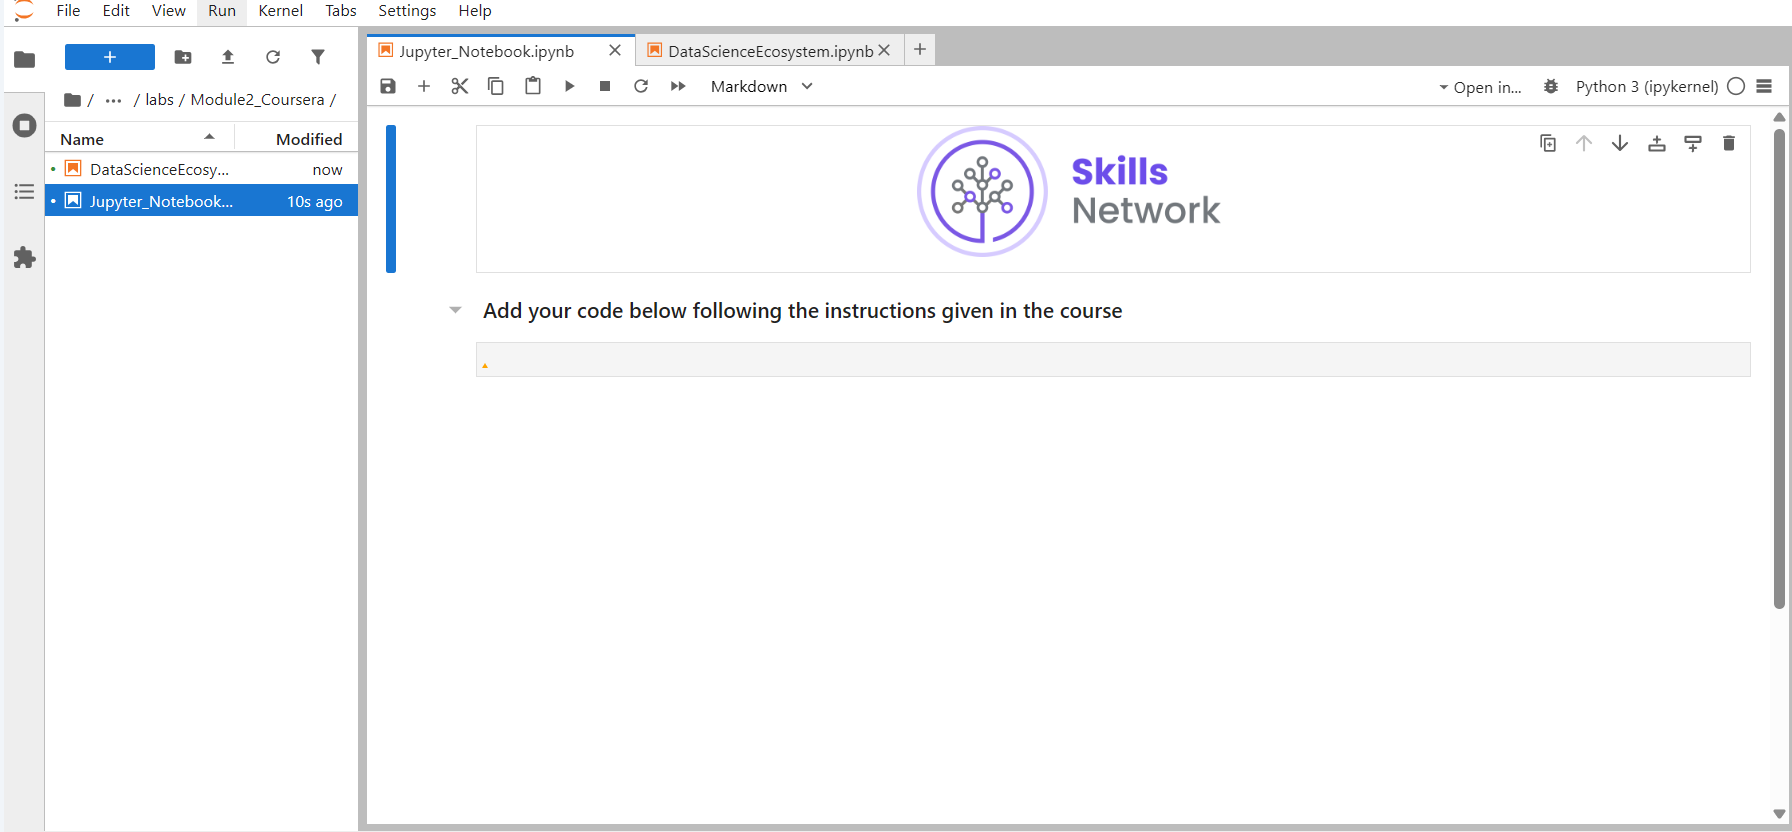 File Edit View Run Kernel Tabs Settings Help
Jupyter_Notebook.ipynb
DataScienceEcosystem.ipynb
Markdown
Open in...
Python 3 (ipykernel)
/ ... / labs / Module2_Coursera /
Name Modified
DataScienceEcosy... now
Jupyter_Notebook... 10s ago
Skills
Network
Add your code below following the instructions given in the course